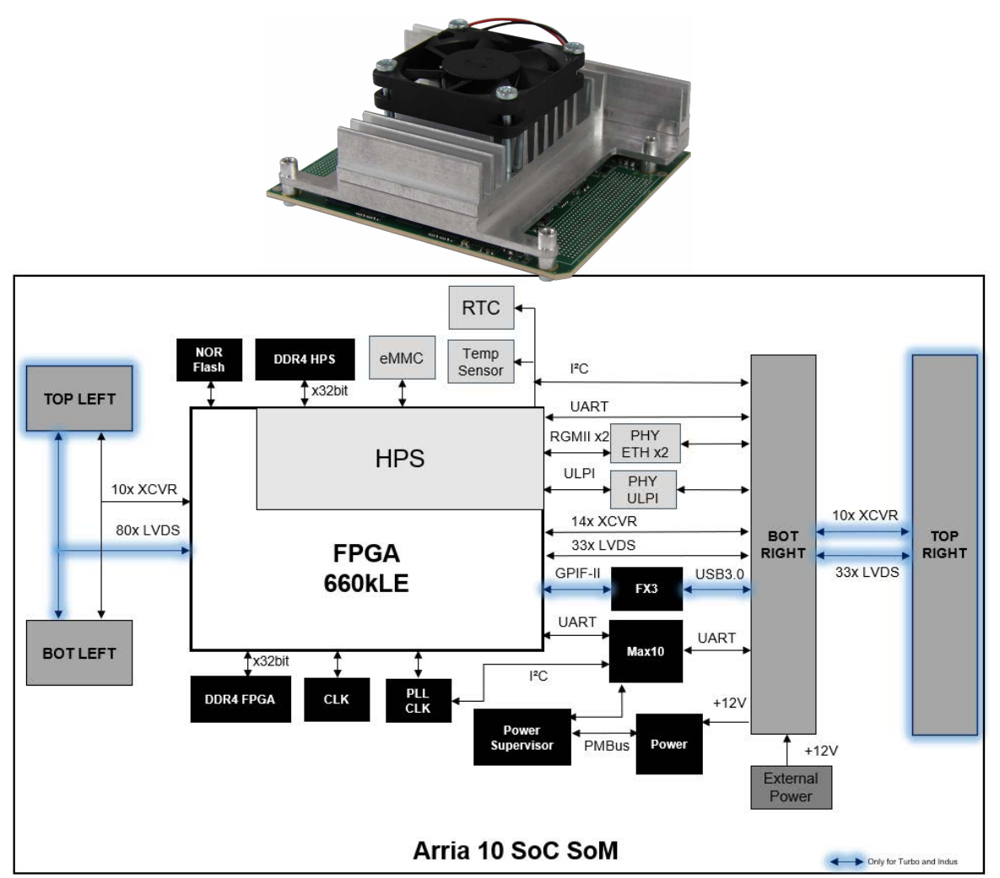 RTC
NOR
Flash
DDR4 HPS
eMMC
Temp
Sensor
x32bit
I²C
TOP LEFT
UART
HPS
RGMII x2
PHY
ETH x2
ULPI
PHY
ULPI
10x XCVR
80x LVDS
14x XCVR
33x LVDS
BOT
RIGHT
10x XCVR
33x LVDS
TOP
RIGHT
FPGA
660kLE
GPIF-II
FX3
USB3.0
BOT LEFT
UART
Max10
UART
x32bit
I²C
DDR4 FPGA
CLK
PLL
CLK
+12V
Power
Supervisor
PMBus
Power
+12V
External
Power
Arria 10 SoC SoM
Only for Turbo and Indus